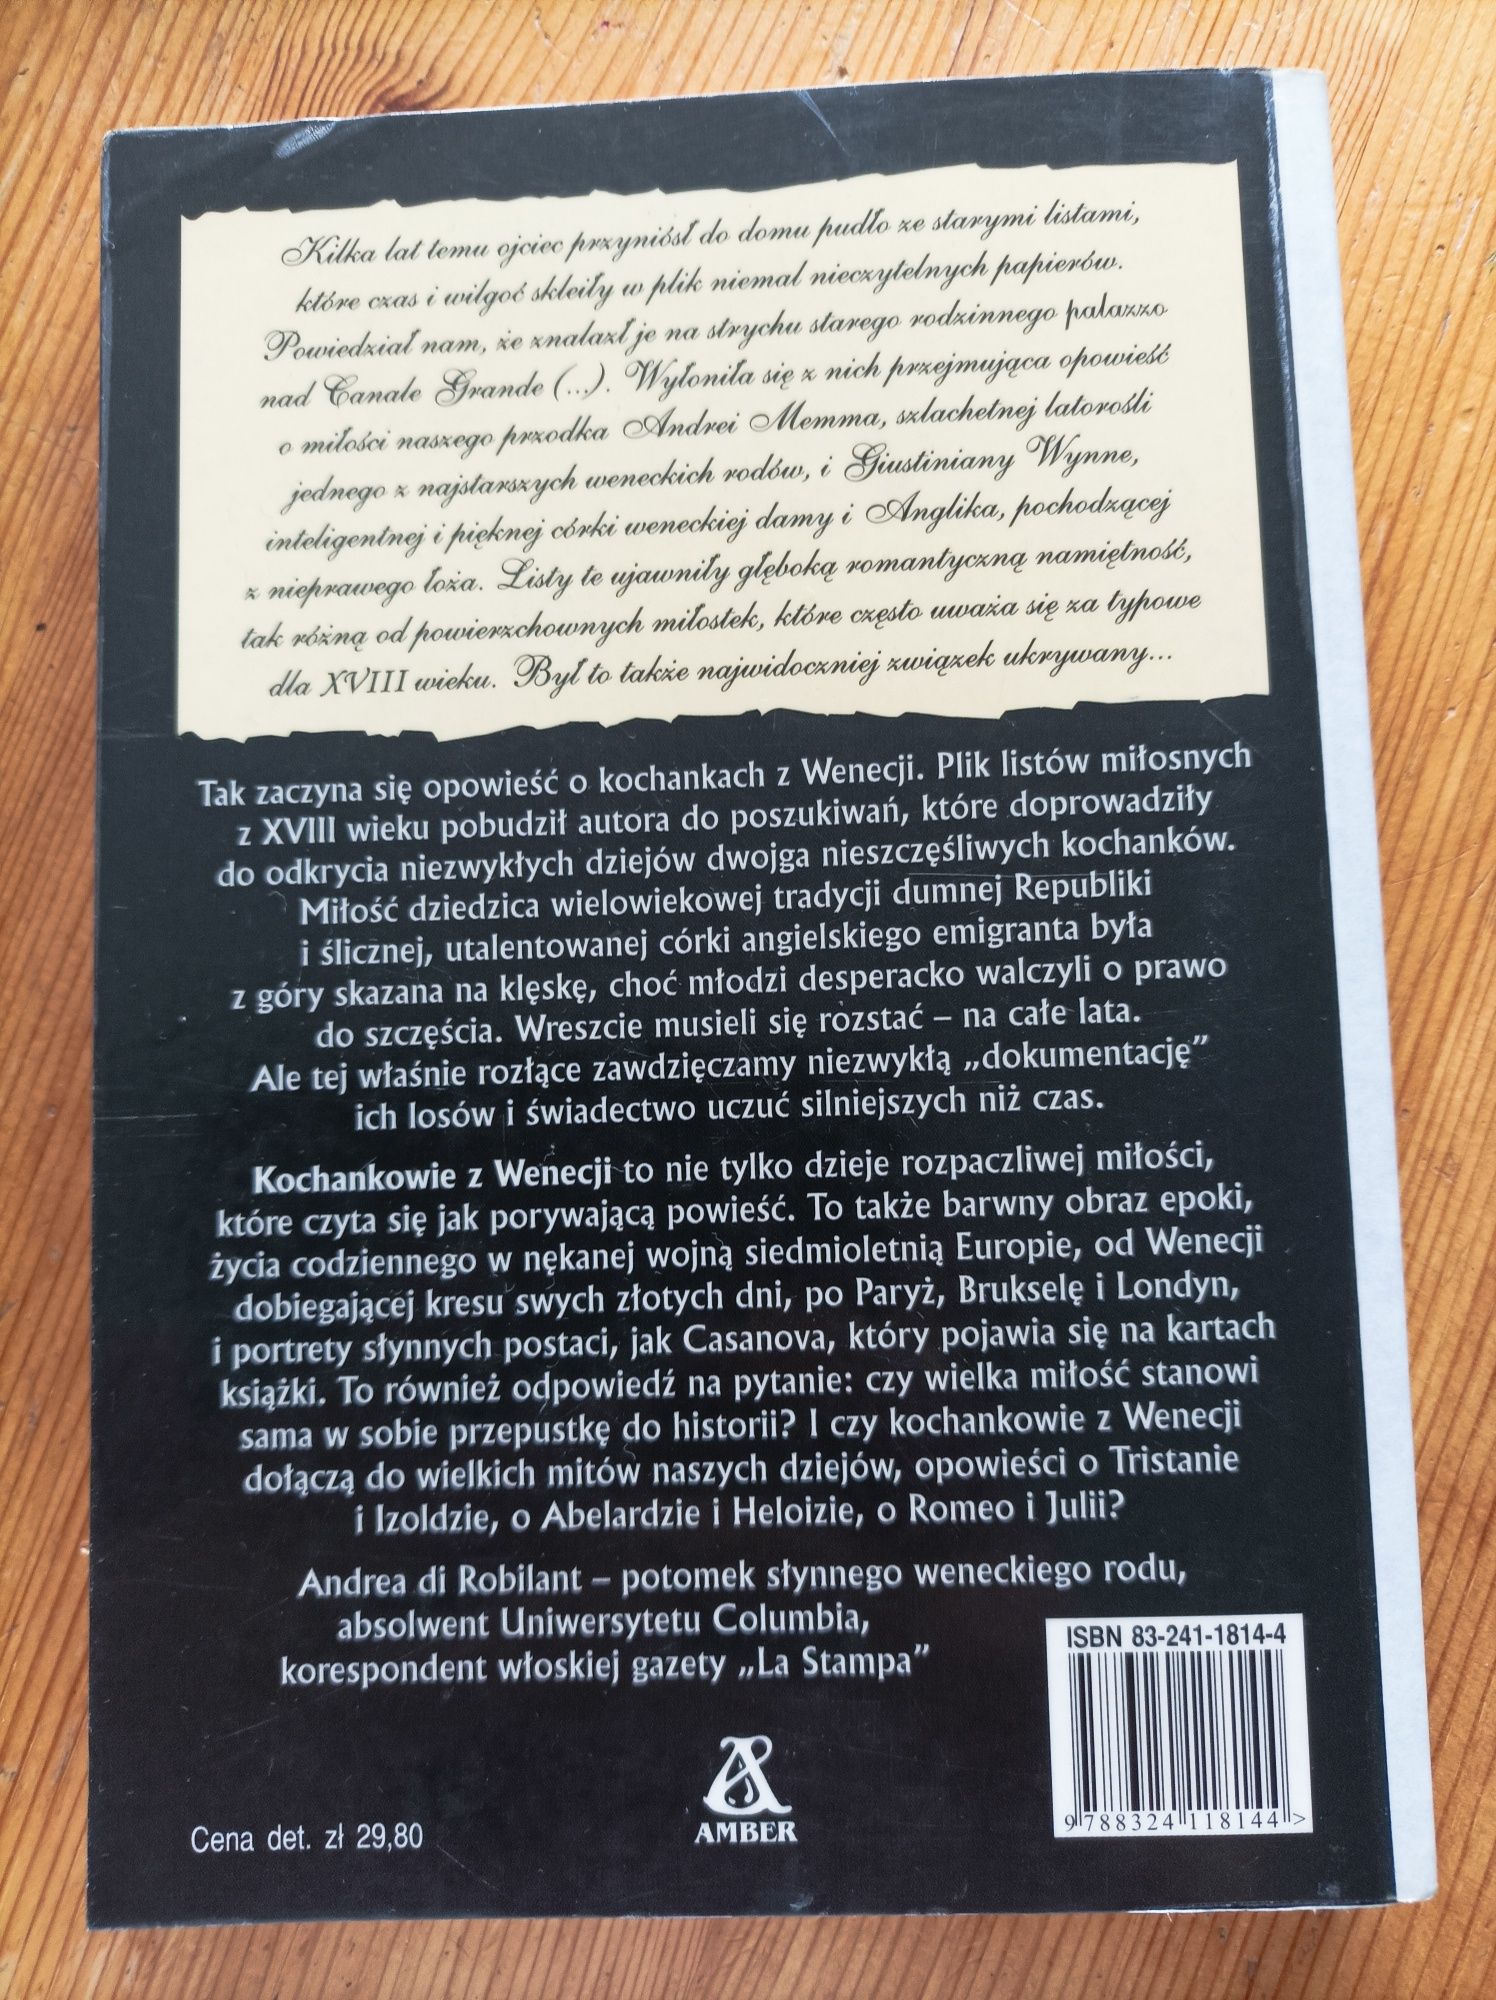 Kilka lat temu ojciec przyniósł do domu pudło ze starymi listami,
które czas i wilgoć skleiły w plik niemal nieczytelnych papierów.
Powiedział nam, że znalazł je na strychu starego rodzinnego palazzo
nad Canale Grande (...). Wyłoniła się z nich przejmująca opowieść
o miłości naszego przodka Andrei Memma, szlachetnej latorośli
jednego z najstarszych weneckich rodów, i Giustiniany Wynne,
inteligentnej i pięknej córki weneckiej damy i Anglika, pochodzącej
z nieprawego łoża. Listy te ujawniły głęboką romantyczną namiętność,
tak różną od powierzchownych miłostek, które często uważa się za typowe
dla XVIII wieku. Był to także najwidoczniej związek ukrywany...
Tak zaczyna się opowieść o kochankach z Wenecji. Plik listów miłosnych
z XVIII wieku pobudził autora do poszukiwań, które doprowadziły
do odkrycia niezwykłych dziejów dwojga nieszczęśliwych kochanków.
Miłość dziedzica wielowiekowej tradycji dumnej Republiki
i ślicznej, utalentowanej córki angielskiego emigranta była
z góry skazana na klęskę, choć młodzi desperacko walczyli o prawo
do szczęścia. Wreszcie musieli się rozstać – na całe lata.
Ale tej właśnie rozłące zawdzięczamy niezwykłą „dokumentację”
ich losów i świadectwo uczuć silniejszych niż czas.
Kochankowie z Wenecji to nie tylko dzieje rozpaczliwej miłości,
które czyta się jak porywającą powieść. To także barwny obraz epoki,
życia codziennego w nękanej wojną siedmioletnią Europie, od Wenecji
dobiegającej kresu swych złotych dni, po Paryż, Brukselę i Londyn,
i portrety słynnych postaci, jak Casanova, który pojawia się na kartach
książki. To również odpowiedź na pytanie: czy wielka miłość stanowi
sama w sobie przepustkę do historii? I czy kochankowie z Wenecji
dołączą do wielkich mitów naszych dziejów, opowieści o Tristanie
i Izoldzie, o Abelardzie i Heloizie, o Romeo i Julii?
Andrea di Robilant – potomek słynnego weneckiego rodu,
absolwent Uniwersytetu Columbia,
korespondent włoskiej gazety „La Stampa”
ISBN 83-241-1814-4
9 788324 118144 >
AMBER
Cena det. zł 29,80